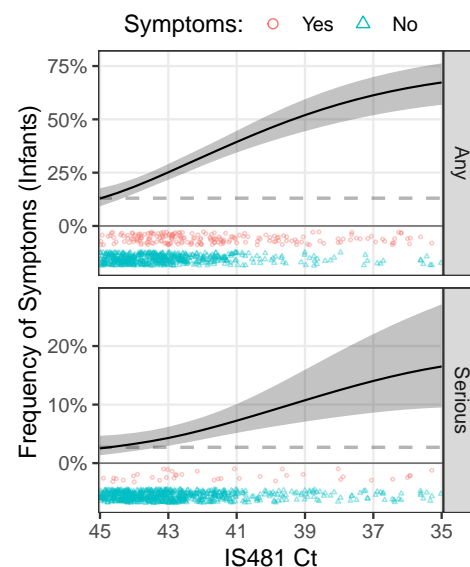 Symptoms: Yes No
Frequency of Symptoms (Infants)
75%
50%
25%
0%
Any
20%
10%
0%
Serious
45 43 41 39 37 35
IS481 Ct